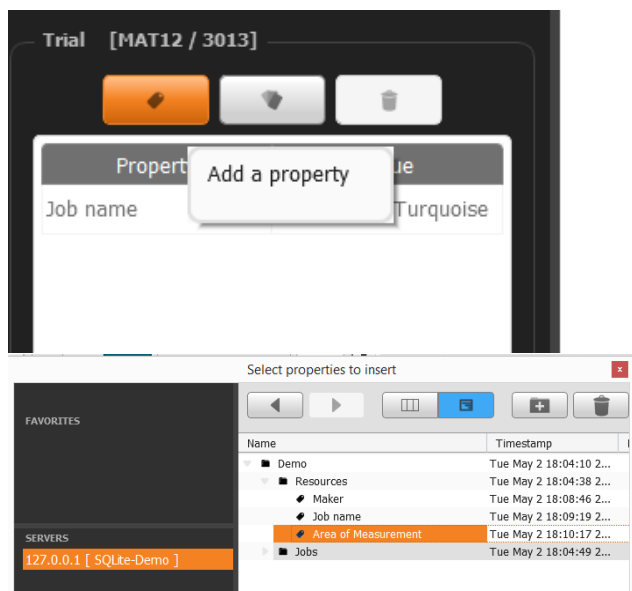 Trial [MAT12 / 3013]
Add a property
Job name Turquoise
Select properties to insert
FAVORITES
Name Timestamp
Demo Tue May 2 18:04:10 2...
Resources Tue May 2 18:04:38 2...
Maker Tue May 2 18:08:46 2...
Job name Tue May 2 18:09:19 2...
SERVERS
Area of Measurement Tue May 2 18:10:17 2...
127.0.0.1 [ SQLite-Demo ]
Jobs Tue May 2 18:04:49 2...